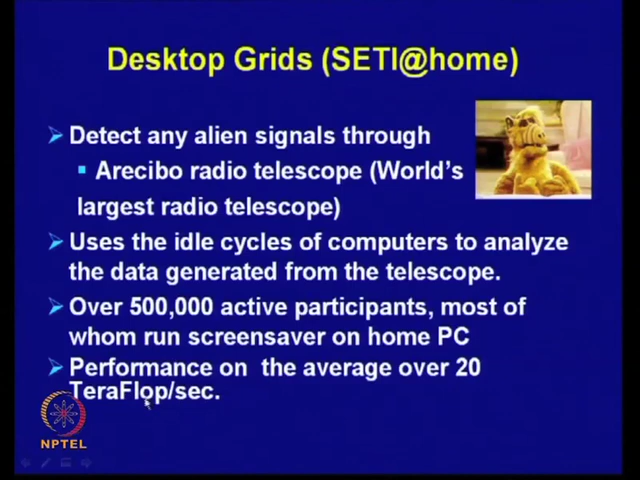 Desktop Grids (SETI@home)
Detect any alien signals through
Arecibo radio telescope (World's
largest radio telescope)
Uses the idle cycles of computers to analyze
the data generated from the telescope.
Over 500,000 active participants, most of
whom run screensaver on home PC
Performance on the average over 20
TeraFlop/sec.
NPTEL